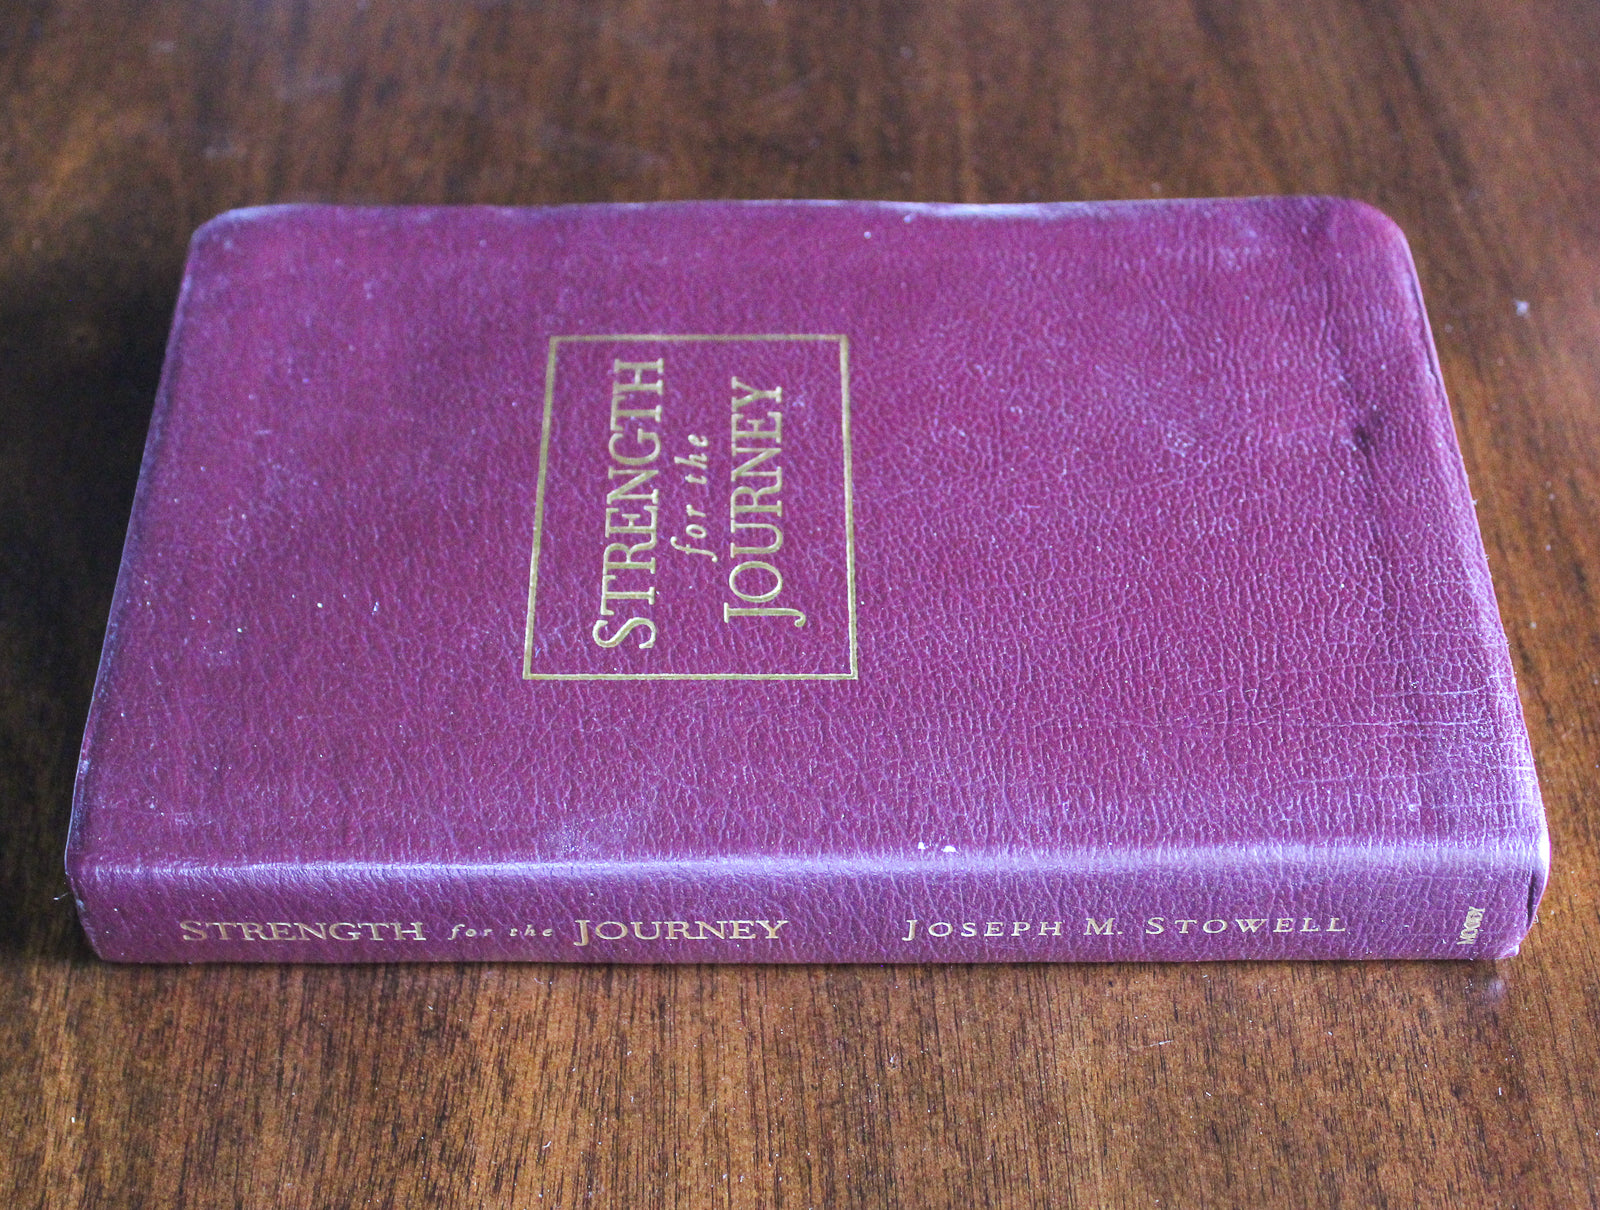 STRENGTH
for the
JOURNEY
STRENGTH for the JOURNEY JOSEPH M. STOWELL
MOODY